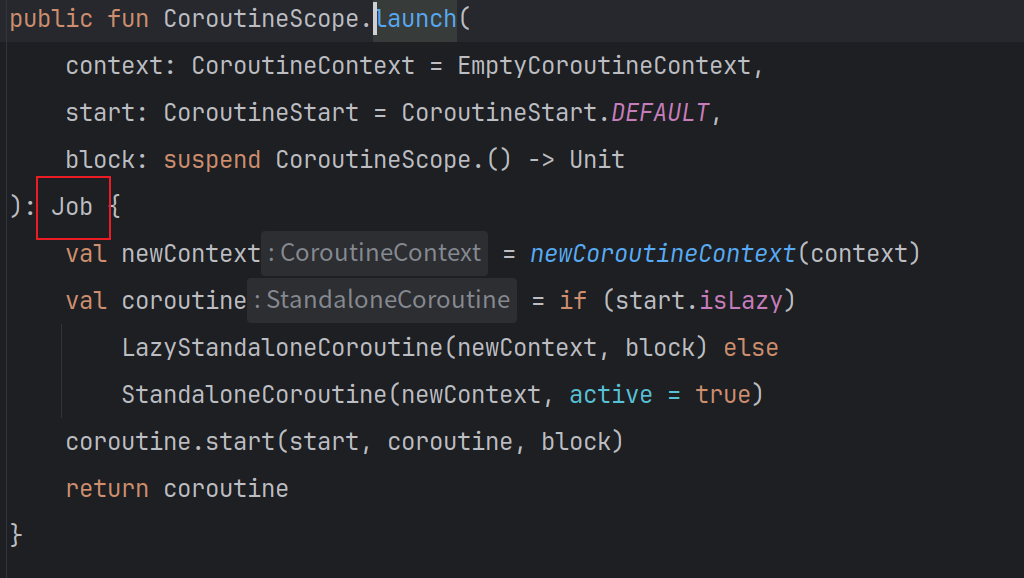 public fun CoroutineScope.launch(
context: CoroutineContext = EmptyCoroutineContext,
start: CoroutineStart = CoroutineStart.DEFAULT,
block: suspend CoroutineScope.() -> Unit
): Job {
val newContext : CoroutineContext = newCoroutineContext(context)
val coroutine : StandaloneCoroutine = if (start.isLazy)
LazyStandaloneCoroutine(newContext, block) else
StandaloneCoroutine(newContext, active = true)
coroutine.start(start, coroutine, block)
return coroutine
}